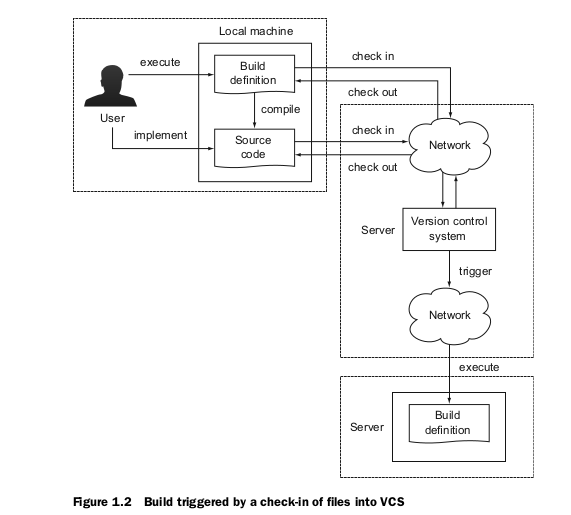 Local machine
execute
Build
definition
check in
check out
User
compile
implement
Source
code
check in
check out
Network
Server
Version control
system
trigger
Network
execute
Server
Build
definition
Figure 1.2 Build triggered by a check-in of files into VCS